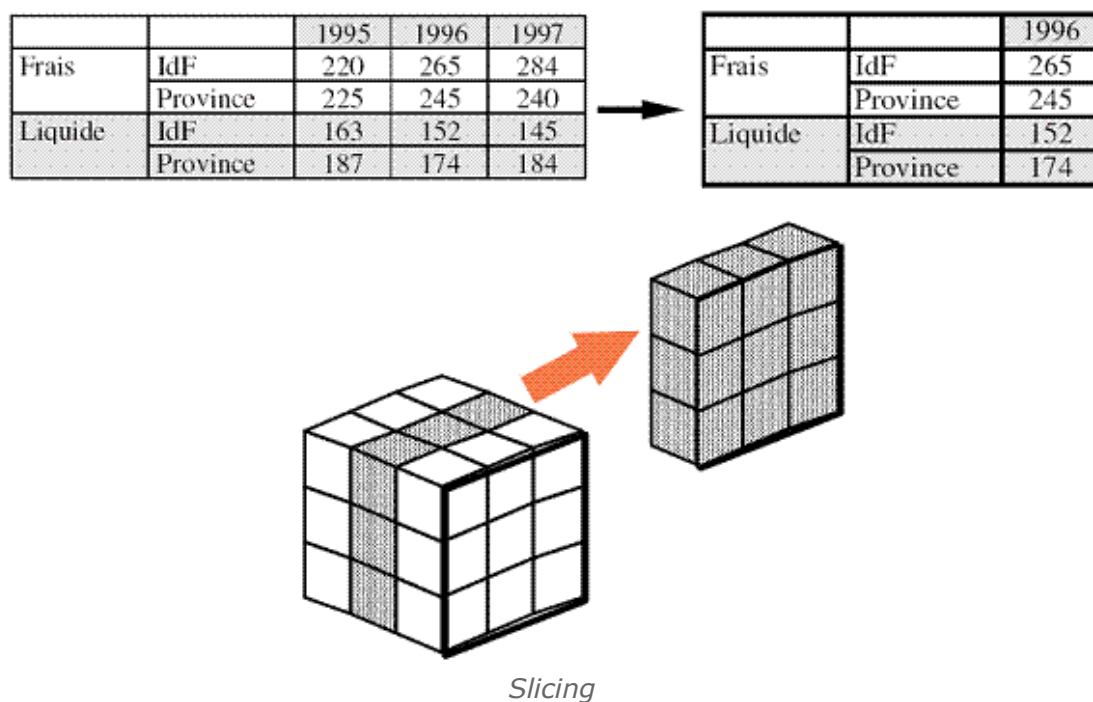 1995 1996 1997
Frais IdF 220 265 284
Province 225 245 240
Liquide IdF 163 152 145
Province 187 174 184
1996
Frais IdF 265
Province 245
Liquide IdF 152
Province 174
Slicing